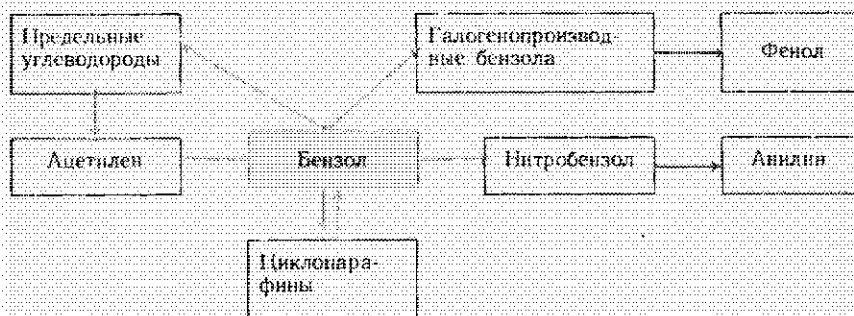 Предельные
углеводороды
Галогенопроизвод-
ные бензола
Фенол
Ацетилен
Бензол
Нитробензол
Анилин
Циклопара-
фины